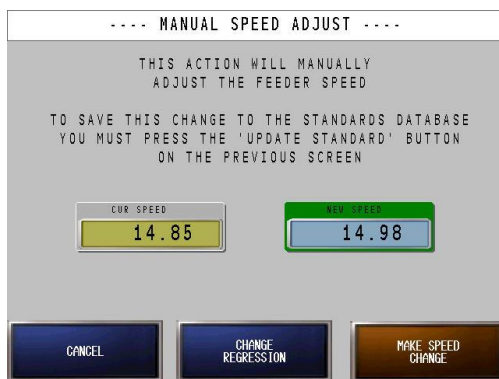 ---- MANUAL SPEED ADJUST ----
THIS ACTION WILL MANUALLY
ADJUST THE FEEDER SPEED
TO SAVE THIS CHANGE TO THE STANDARDS DATABASE
YOU MUST PRESS THE 'UPDATE STANDARD' BUTTON
ON THE PREVIOUS SCREEN
CUR SPEED
14.85
NEW SPEED
14.98
CANCEL
CHANGE
REGRESSION
MAKE SPEED
CHANGE